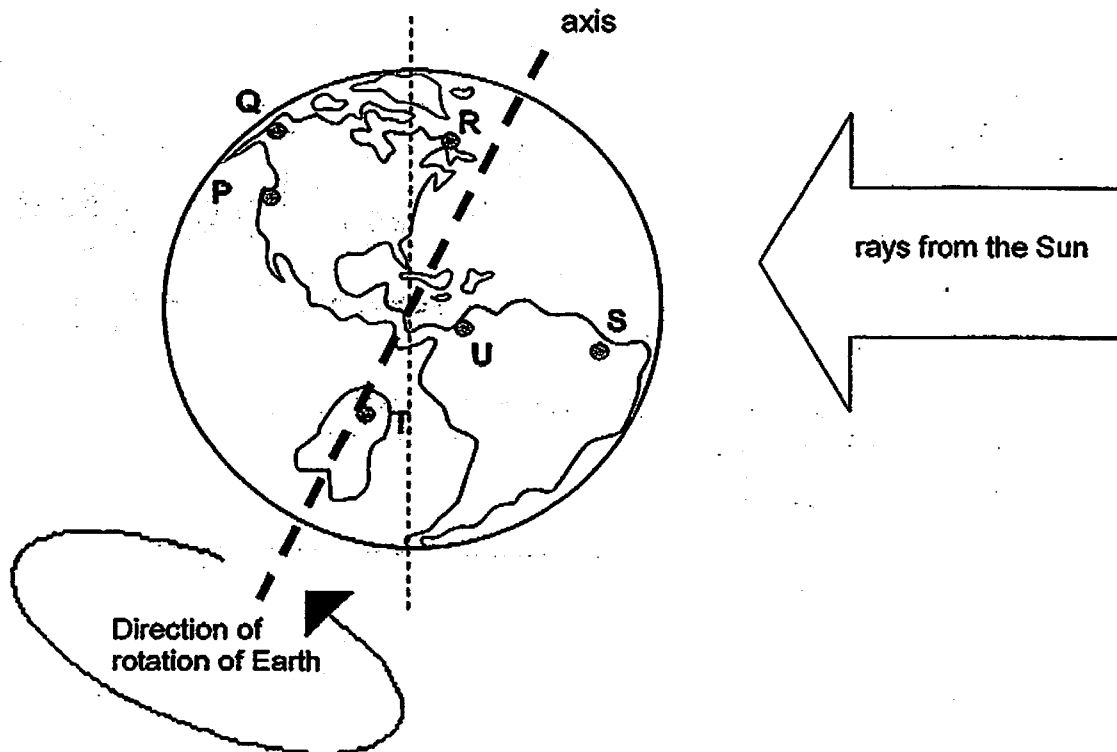 axis
Q
R
P
rays from the Sun
S
U
T
Direction of
rotation of Earth